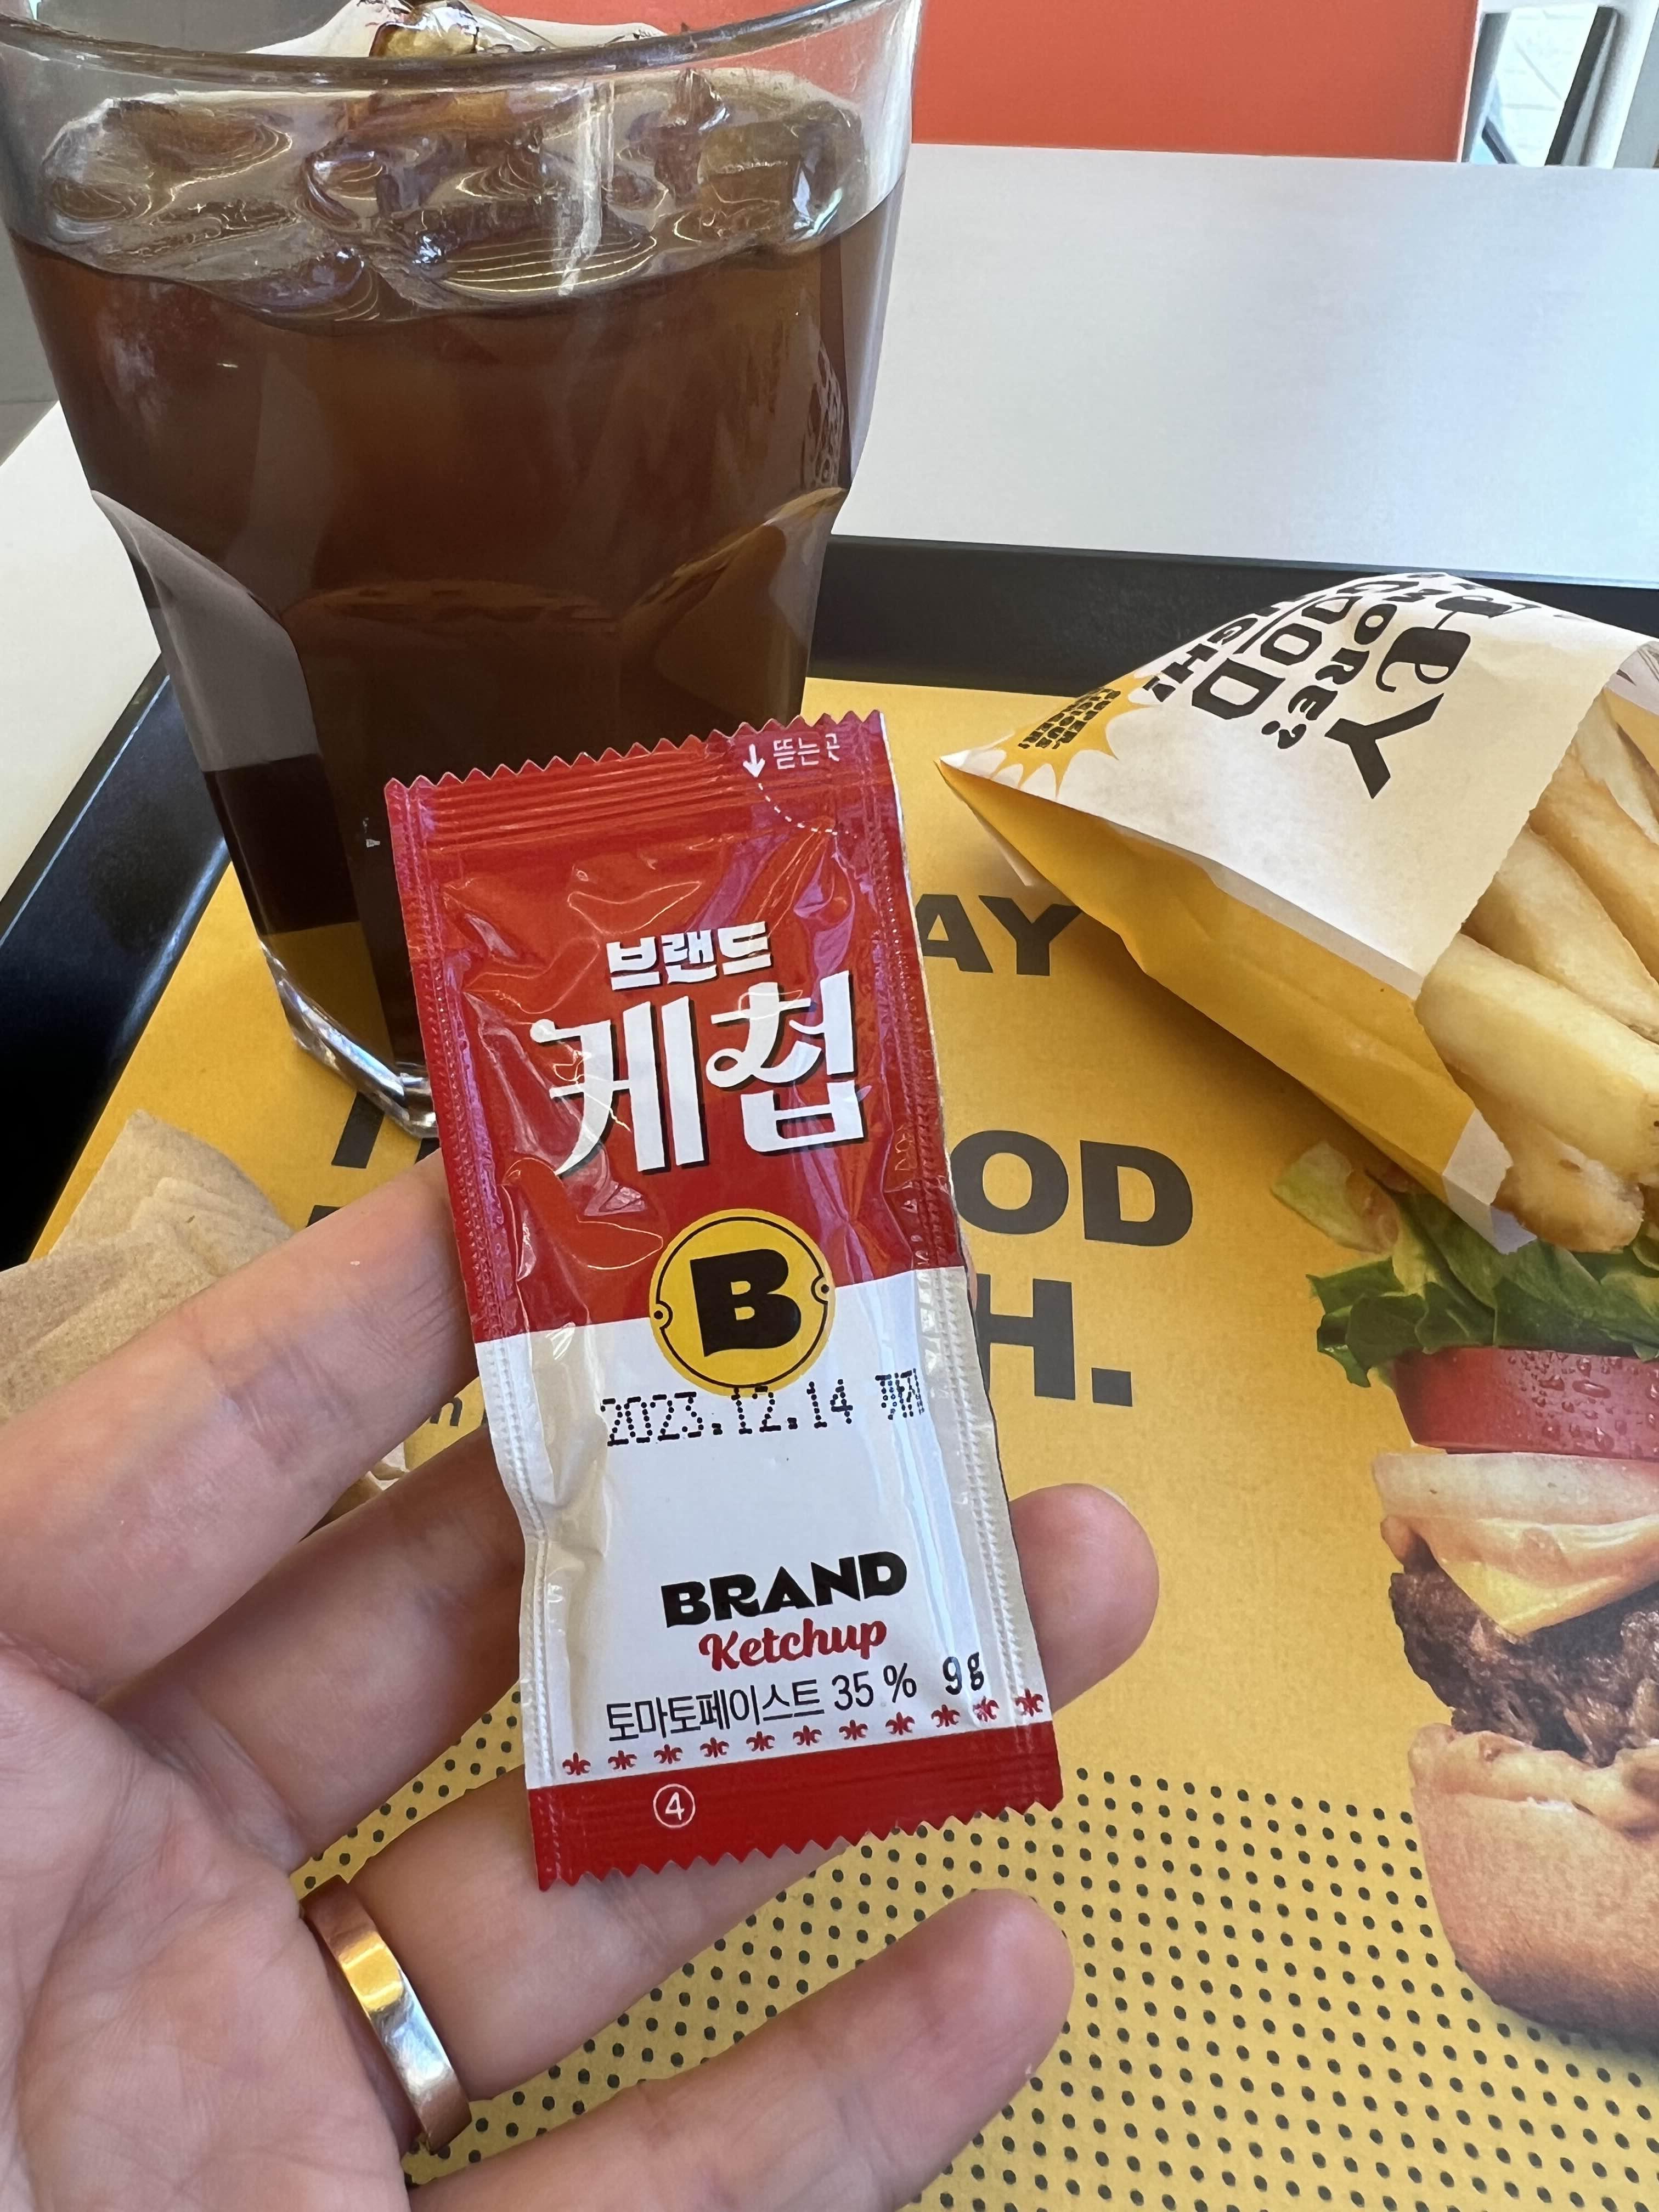 뜯는곳
브랜드
케첩
B
2023.12.14 까지
BRAND
Ketchup
토마토페이스트 35 % 9g
4
AY
OD
H.
ORE?